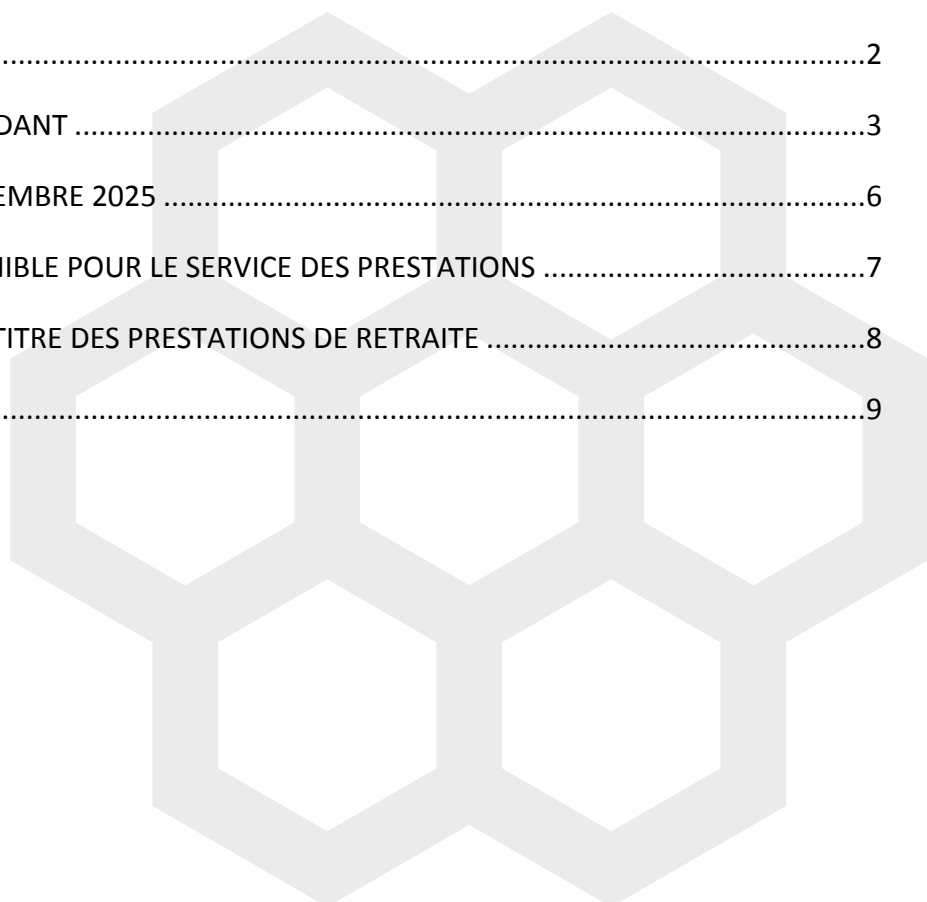 ........................................................................................................2
DANT ..................................................................................................3
EMBRE 2025 .......................................................................................6
IBLE POUR LE SERVICE DES PRESTATIONS ........................................7
TITRE DES PRESTATIONS DE RETRAITE ...............................................8
........................................................................................................9